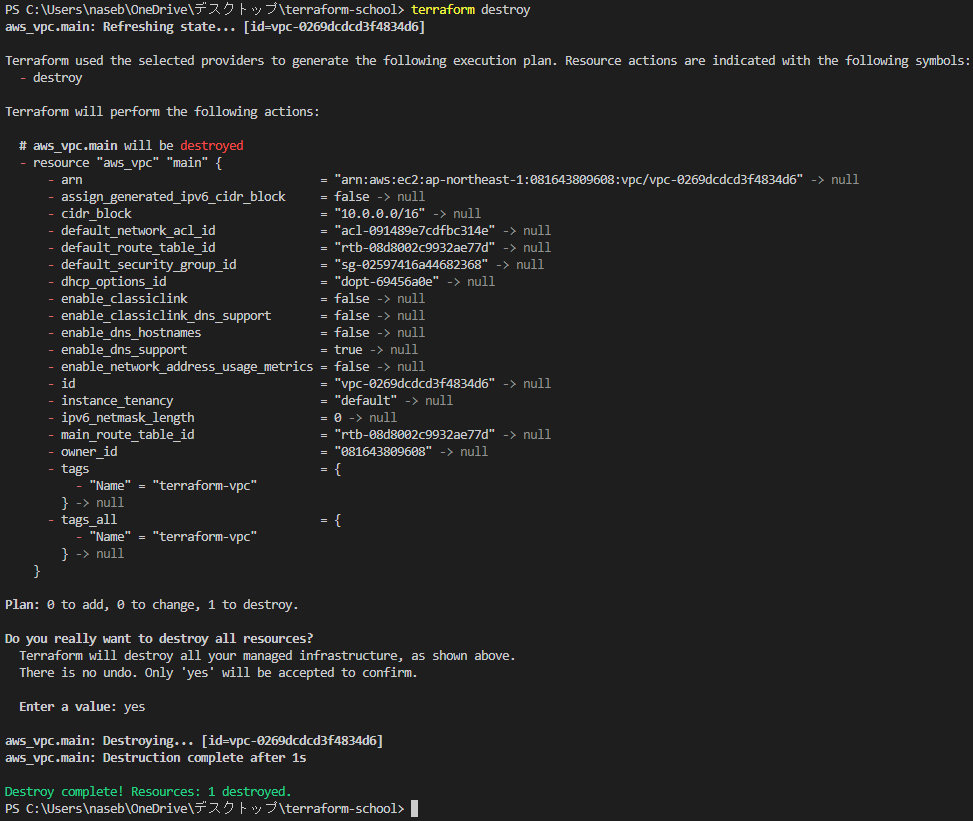 PS C:\Users\naseb\OneDrive\デスクトップ\terraform-school> terraform destroy
aws_vpc.main: Refreshing state... [id=vpc-0269dcdcd3f4834d6]
Terraform used the selected providers to generate the following execution plan. Resource actions are indicated with the following symbols:
  - destroy
Terraform will perform the following actions:
  # aws_vpc.main will be destroyed
  - resource "aws_vpc" "main" {
      - arn                                  = "arn:aws:ec2:ap-northeast-1:081643809608:vpc/vpc-0269dcdcd3f4834d6" -> null
      - assign_generated_ipv6_cidr_block     = false -> null
      - cidr_block                           = "10.0.0.0/16" -> null
      - default_network_acl_id               = "acl-091489e7cdfbc314e" -> null
      - default_route_table_id               = "rtb-08d8002c9932ae77d" -> null
      - default_security_group_id            = "sg-02597416a44682368" -> null
      - dhcp_options_id                      = "dopt-69456a0e" -> null
      - enable_classiclink                   = false -> null
      - enable_classiclink_dns_support       = false -> null
      - enable_dns_hostnames                 = false -> null
      - enable_dns_support                   = true -> null
      - enable_network_address_usage_metrics = false -> null
      - id                                   = "vpc-0269dcdcd3f4834d6" -> null
      - instance_tenancy                     = "default" -> null
      - ipv6_netmask_length                  = 0 -> null
      - main_route_table_id                  = "rtb-08d8002c9932ae77d" -> null
      - owner_id                             = "081643809608" -> null
      - tags                                 = {
          - "Name" = "terraform-vpc"
        } -> null
      - tags_all                             = {
          - "Name" = "terraform-vpc"
        } -> null
    }
Plan: 0 to add, 0 to change, 1 to destroy.
Do you really want to destroy all resources?
  Terraform will destroy all your managed infrastructure, as shown above.
  There is no undo. Only 'yes' will be accepted to confirm.
  Enter a value: yes
aws_vpc.main: Destroying... [id=vpc-0269dcdcd3f4834d6]
aws_vpc.main: Destruction complete after 1s
Destroy complete! Resources: 1 destroyed.
PS C:\Users\naseb\OneDrive\デスクトップ\terraform-school>